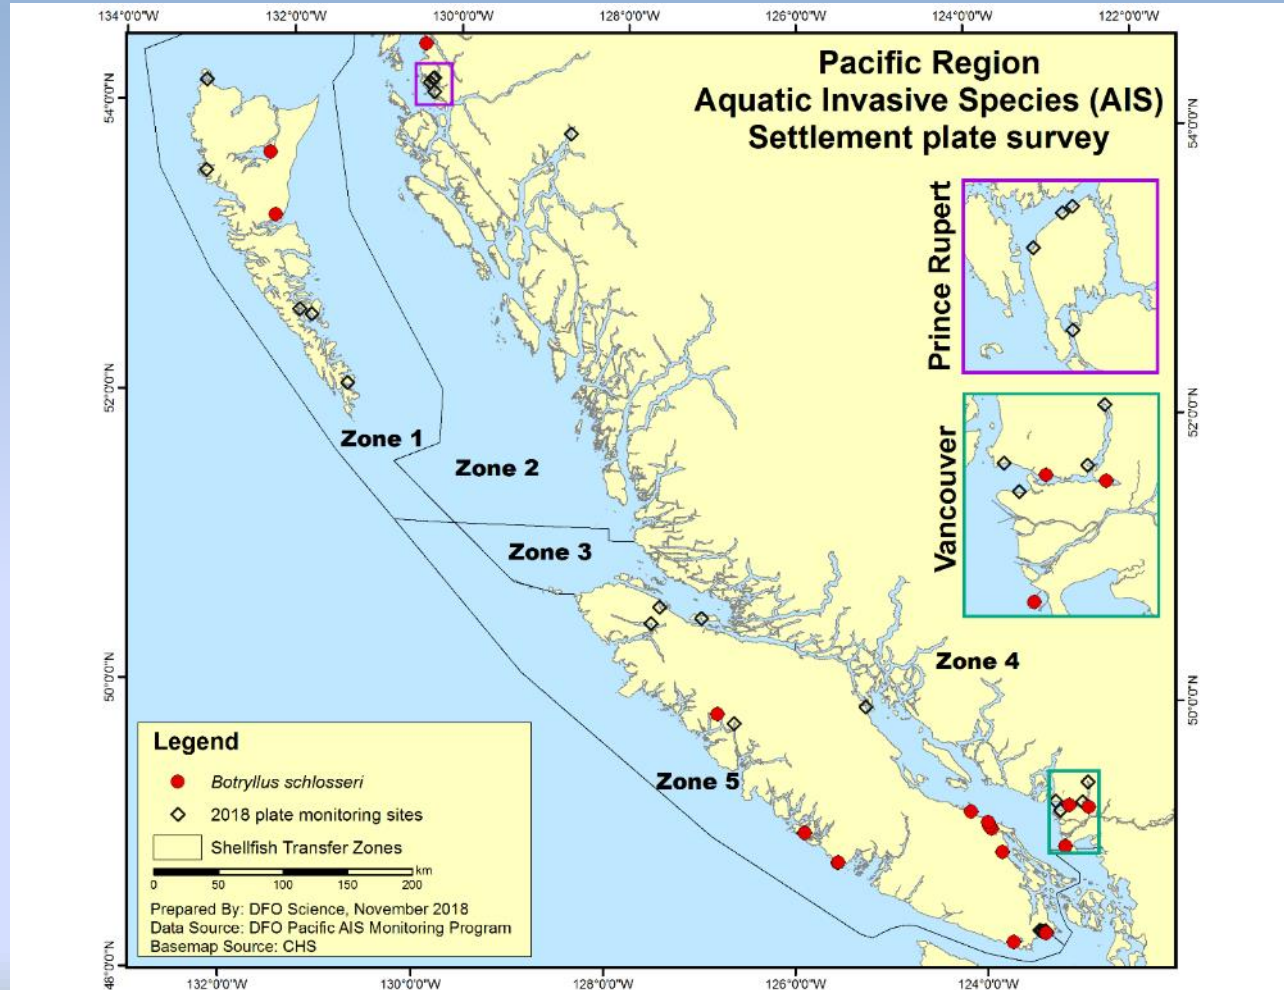 134°0'0"W 132°0'0"W 130°0'0"W 128°0'0"W 126°0'0"W 124°0'0"W 122°0'0"W
Pacific Region
Aquatic Invasive Species (AIS)
Settlement plate survey
54°0'0"N
54°0'0"N
Prince Rupert
52°0'0"N
52°0'0"N
Zone 1
Zone 2
Vancouver
Zone 3
Zone 4
50°0'0"N
50°0'0"N
Zone 5
Legend
Botryllus schlosseri
2018 plate monitoring sites
Shellfish Transfer Zones
km
0 50 100 150 200
Prepared By: DFO Science, November 2018
Data Source: DFO Pacific AIS Monitoring Program
Basemap Source: CHS
48°0'0"N
132°0'0"W 130°0'0"W 128°0'0"W 126°0'0"W 124°0'0"W